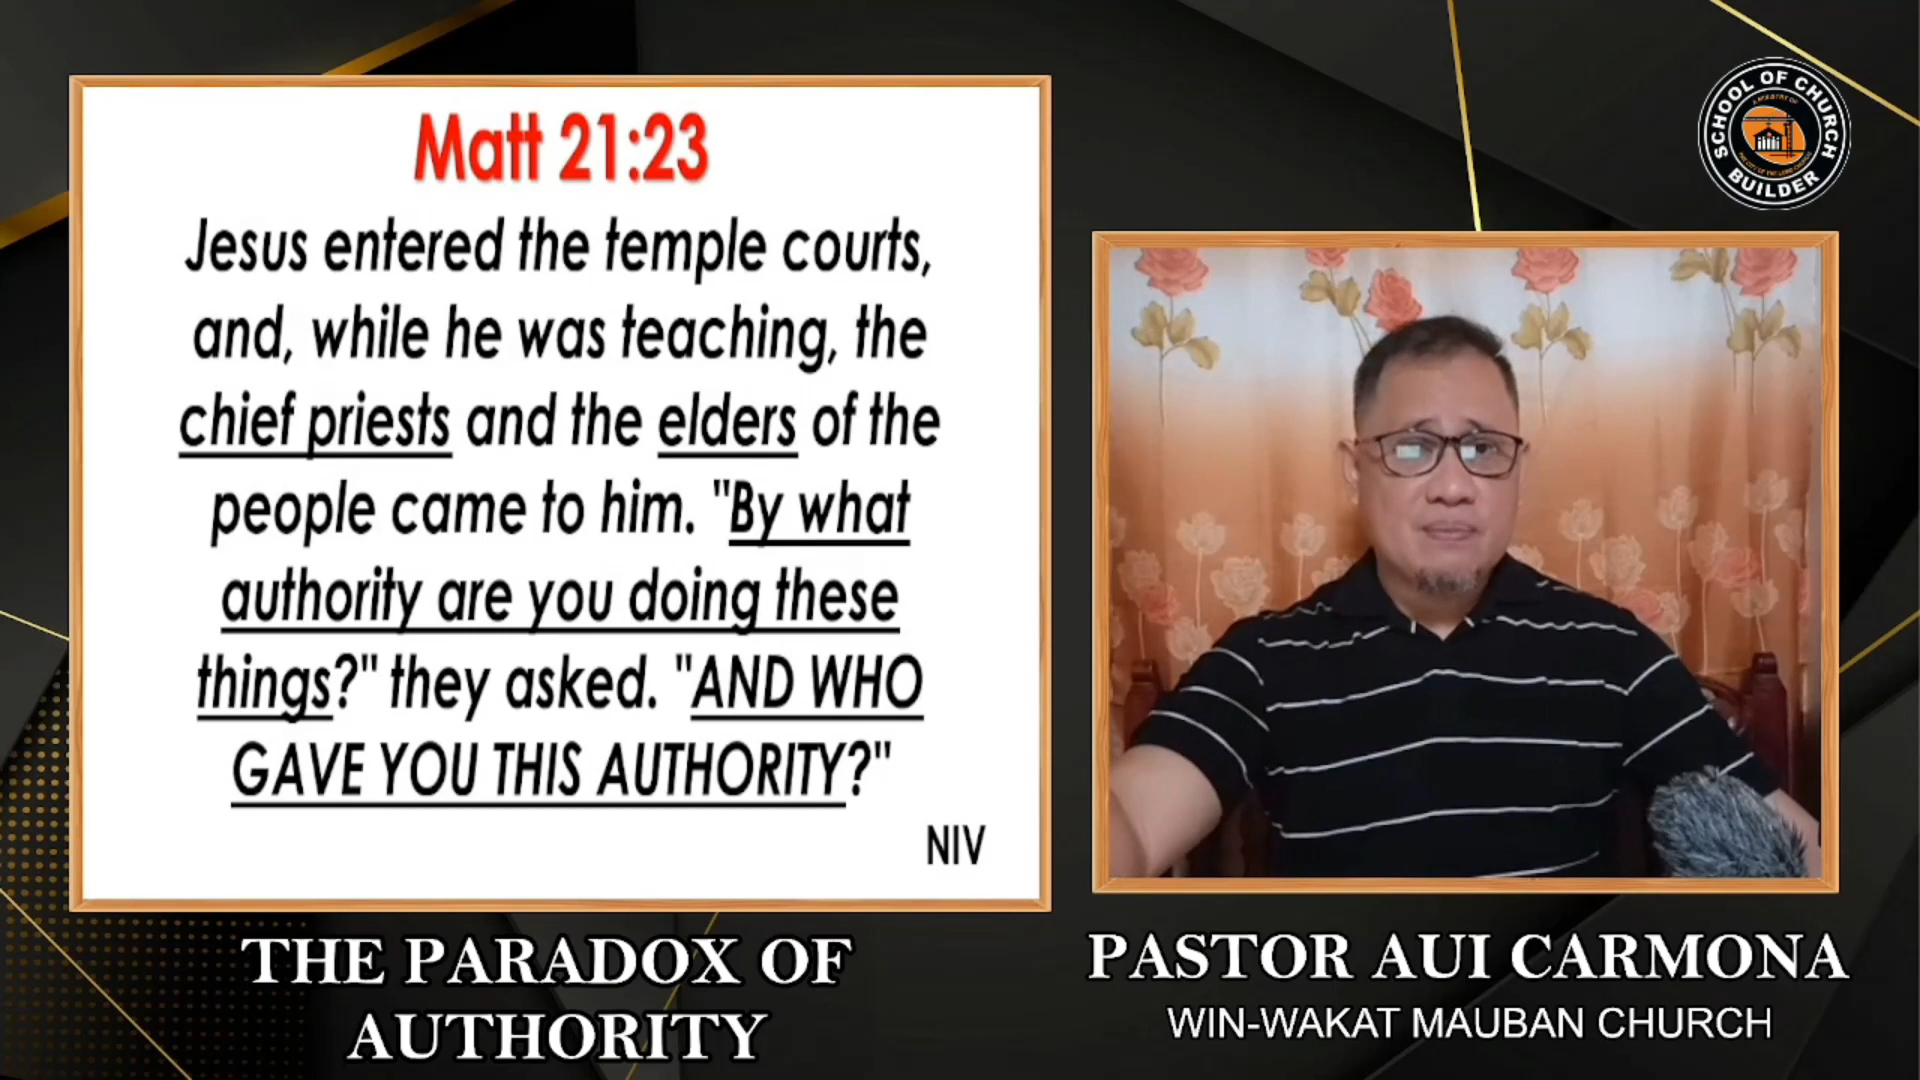 Matt 21:23
Jesus entered the temple courts,
and, while he was teaching, the
chief priests and the elders of the
people came to him. "By what
authority are you doing these
things?" they asked. "AND WHO
GAVE YOU THIS AUTHORITY?"
NIV
THE PARADOX OF
AUTHORITY
SCHOOL OF CHURCH
BUILDER
PASTOR AUI CARMONA
WIN-WAKAT MAUBAN CHURCH